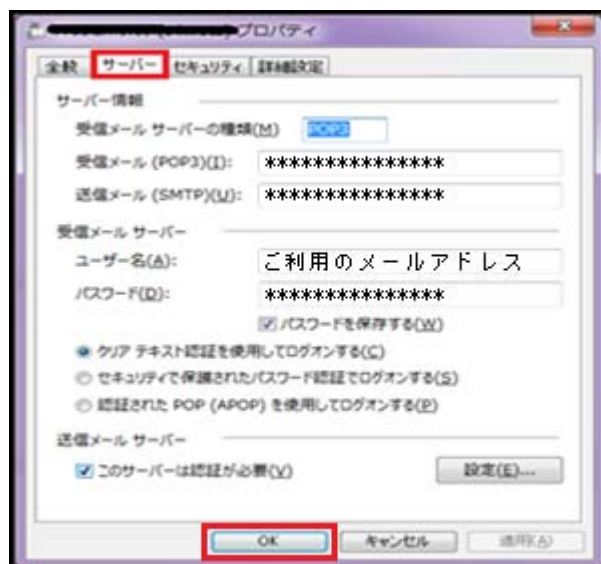 プロパティ
全般 サーバー セキュリティ 詳細設定
サーバー情報
受信メール サーバーの種類(M) POP3
受信メール (POP3)(I): ***************
送信メール (SMTP)(U): ***************
受信メール サーバー
ユーザー名(A): ご利用のメールアドレス
パスワード(D): ***************
パスワードを保存する(W)
クリア テキスト認証を使用してログオンする(C)
セキュリティで保護されたパスワード認証でログオンする(S)
認証された POP (APOP) を使用してログオンする(P)
送信メール サーバー
このサーバーは認証が必要(V) 設定(E)...
OK キャンセル 適用(A)